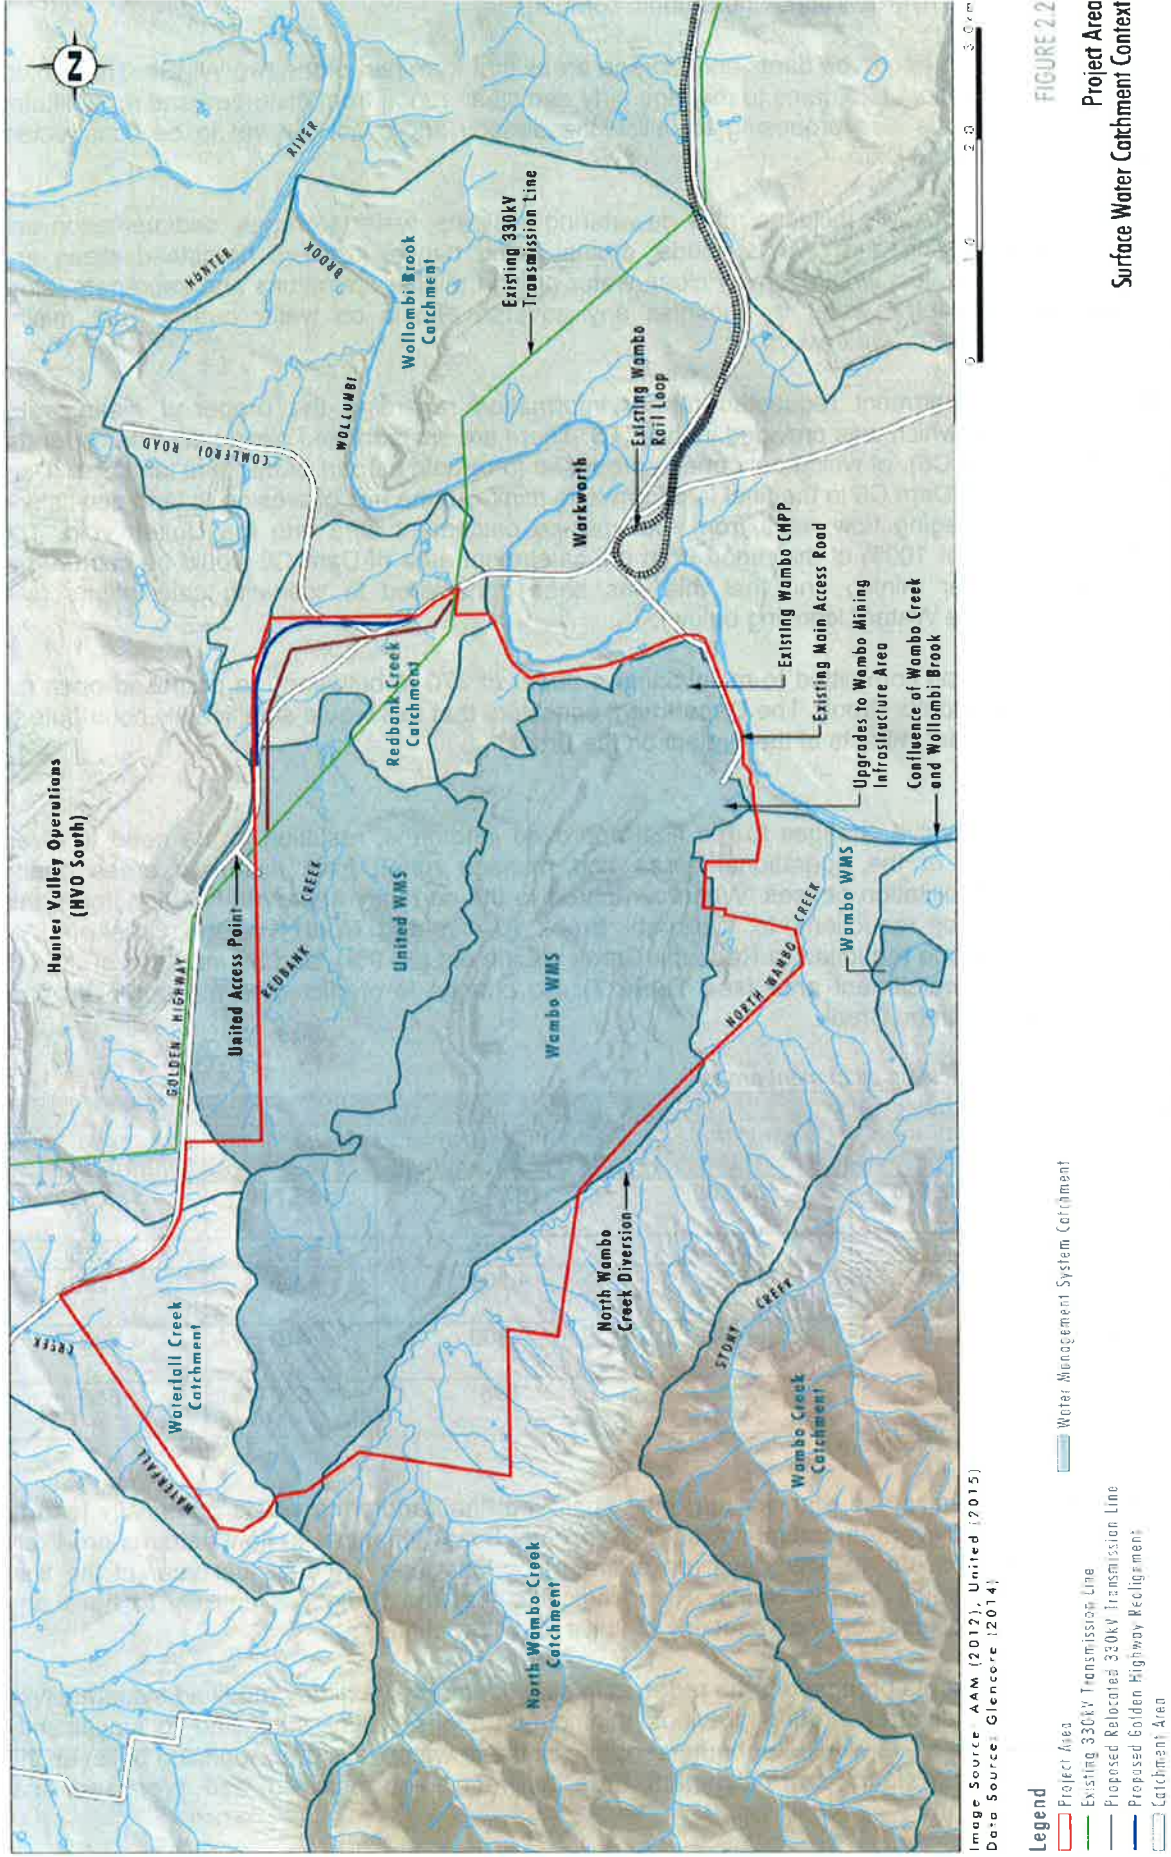 N
HUNTER
RIVER
BROOK
Wollombi Brook
Catchment
Existing 330kV
Transmission Line
WOLLUMBI
COMLEROI ROAD
Warkworth
Existing Wambo
Rail Loop
Existing Wambo CHPP
Existing Main Access Road
Upgrades to Wambo Mining
Infrastructure Area
Confluence of Wambo Creek
and Wollombi Brook
Redbank Creek
Catchment
Hunter Valley Operations
(HVO South)
GOLDEN HIGHWAY
United Access Point
REDBANK
CREEK
United WMS
Wambo WMS
NORTH WAMBO CREEK
Wambo WMS
North Wambo
Creek Diversion
STONY CREEK
Wambo Creek
Catchment
CREEK
WATERFALL
Waterfall Creek
Catchment
North Wambo Creek
Catchment
0
1.0
2.0
3.0km
Image Source: AAM (2012), United (2015)
Data Source: Glencore (2014)
Legend
Project Area
Existing 330kV Transmission Line
Proposed Relocated 330kV Transmission Line
Proposed Golden Highway Realignment
Catchment Area
Water Management System Catchment
FIGURE 2.2
Project Area
Surface Water Catchment Context